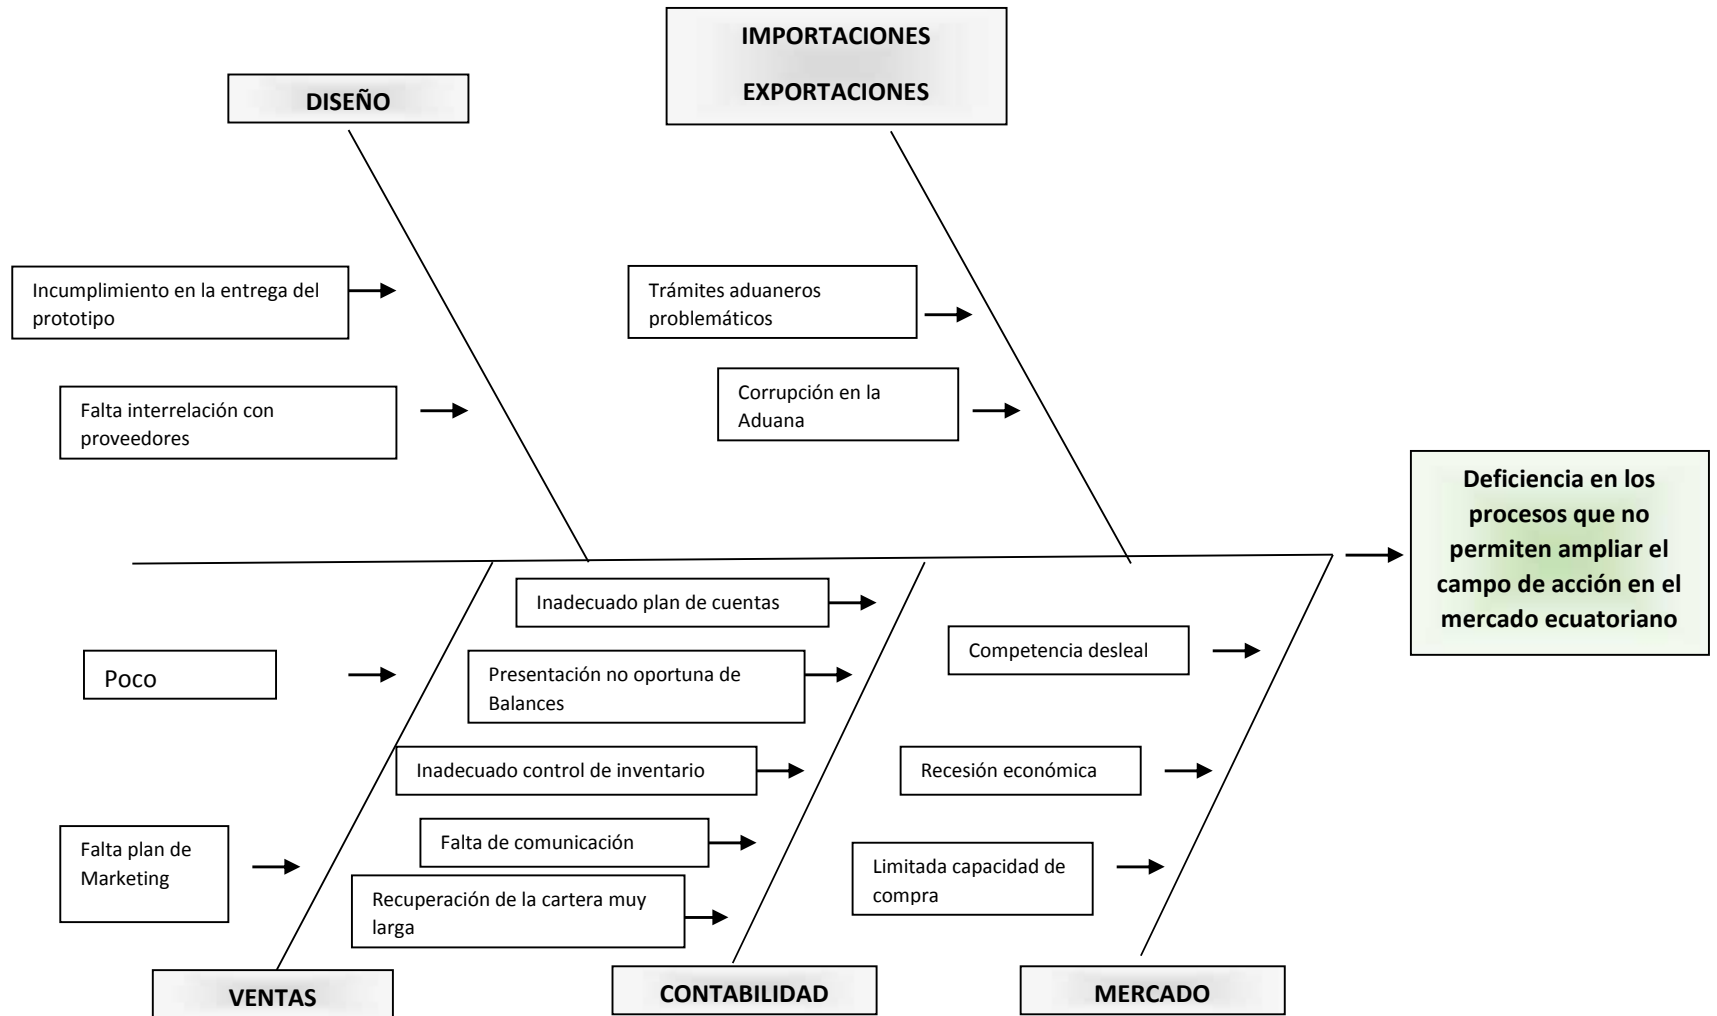 IMPORTACIONES
EXPORTACIONES
DISEÑO
Incumplimiento en la entrega del
prototipo
Trámites aduaneros
problemáticos
Falta interrelación con
proveedores
Corrupción en la
Aduana
Deficiencia en los
procesos que no
permiten ampliar el
campo de acción en el
mercado ecuatoriano
Inadecuado plan de cuentas
Poco
Presentación no oportuna de
Balances
Competencia desleal
Inadecuado control de inventario
Recesión económica
Falta plan de
Marketing
Falta de comunicación
Recuperación de la cartera muy
larga
Limitada capacidad de
compra
VENTAS
CONTABILIDAD
MERCADO